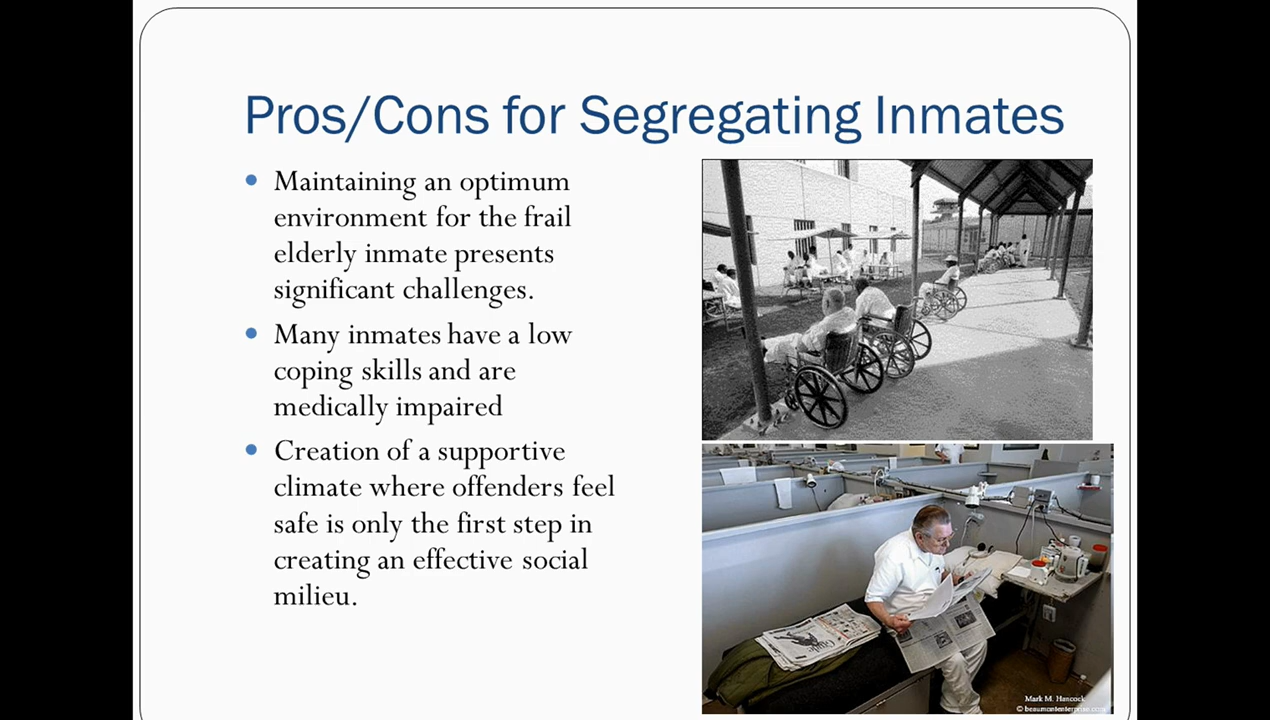 Pros/Cons for Segregating Inmates
Maintaining an optimum
environment for the frail
elderly inmate presents
significant challenges.
Many inmates have a low
coping skills and are
medically impaired
Creation of a supportive
climate where offenders feel
safe is only the first step in
creating an effective social
milieu.
Mark M. Hancock
© beaumontenterprise.com